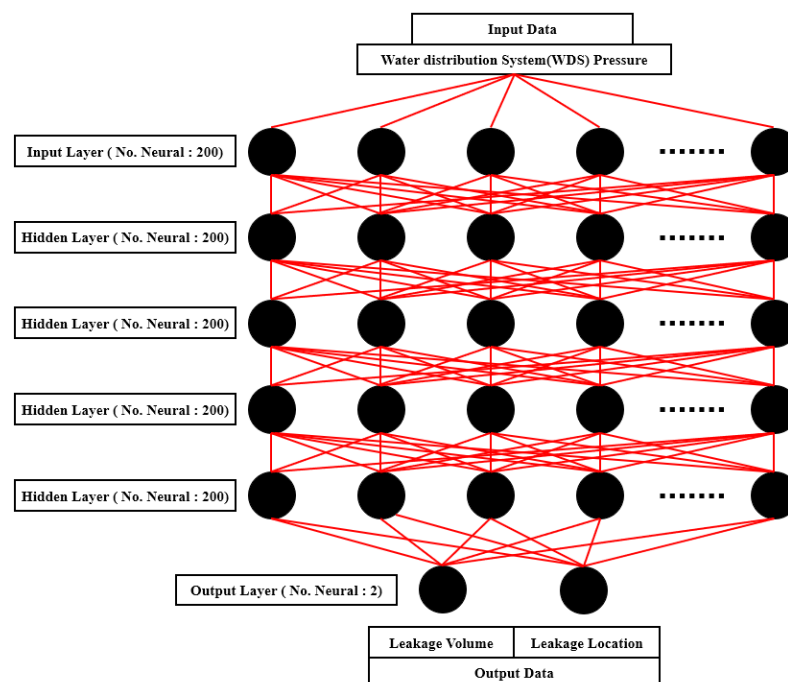 Input Data
Water distribution System(WDS) Pressure
Input Layer ( No. Neural : 200)
Hidden Layer ( No. Neural : 200)
Hidden Layer ( No. Neural : 200)
Hidden Layer ( No. Neural : 200)
Hidden Layer ( No. Neural : 200)
Output Layer ( No. Neural : 2)
Leakage Volume
Leakage Location
Output Data